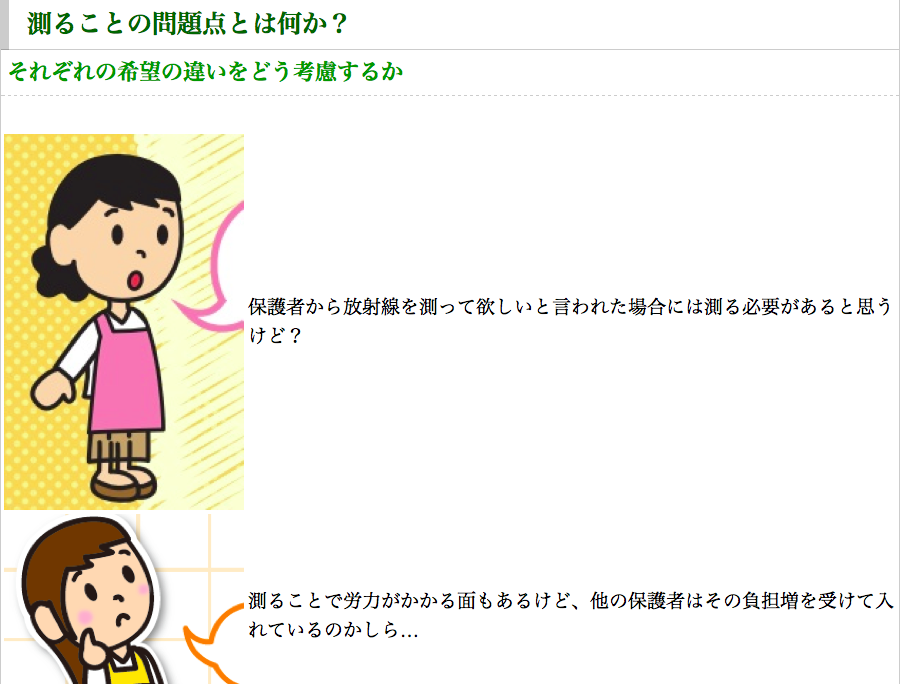 測ることの問題点とは何か？
それぞれの希望の違いをどう考慮するか
保護者から放射線を測って欲しいと言われた場合には測る必要があると思う
けど？
測ることで労力がかかる面もあるけど、他の保護者はその負担増を受けて入
れているのかしら…